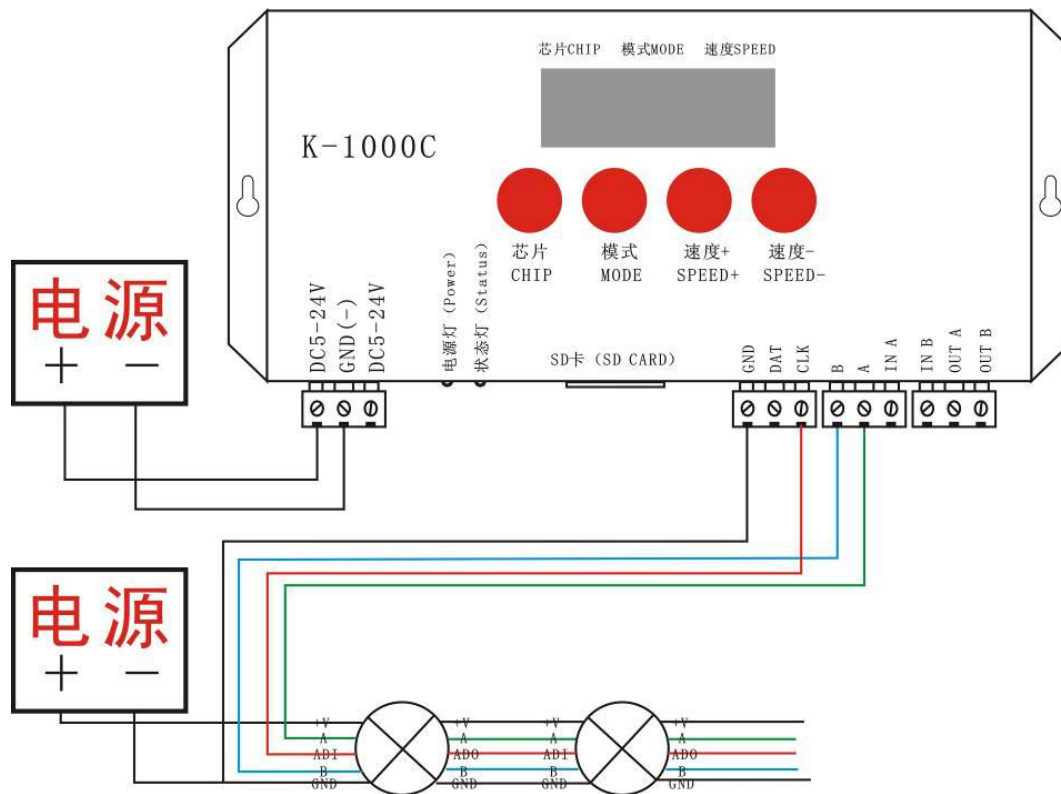 芯片CHIP 模式MODE 速度SPEED
K-1000C
芯片
CHIP
模式
MODE
速度+
SPEED+
速度-
SPEED-
电源
+ −
DC5-24V
GND(-)
DC5-24V
电源灯(Power)
状态灯(Status)
SD卡(SD CARD)
GND
DAT
CLK
B
A
IN A
IN B
OUT A
OUT B
电源
+ −
+V +V +V +V
A A A A
ADI ADO ADI ADO
B B B B
GND GND GND GND